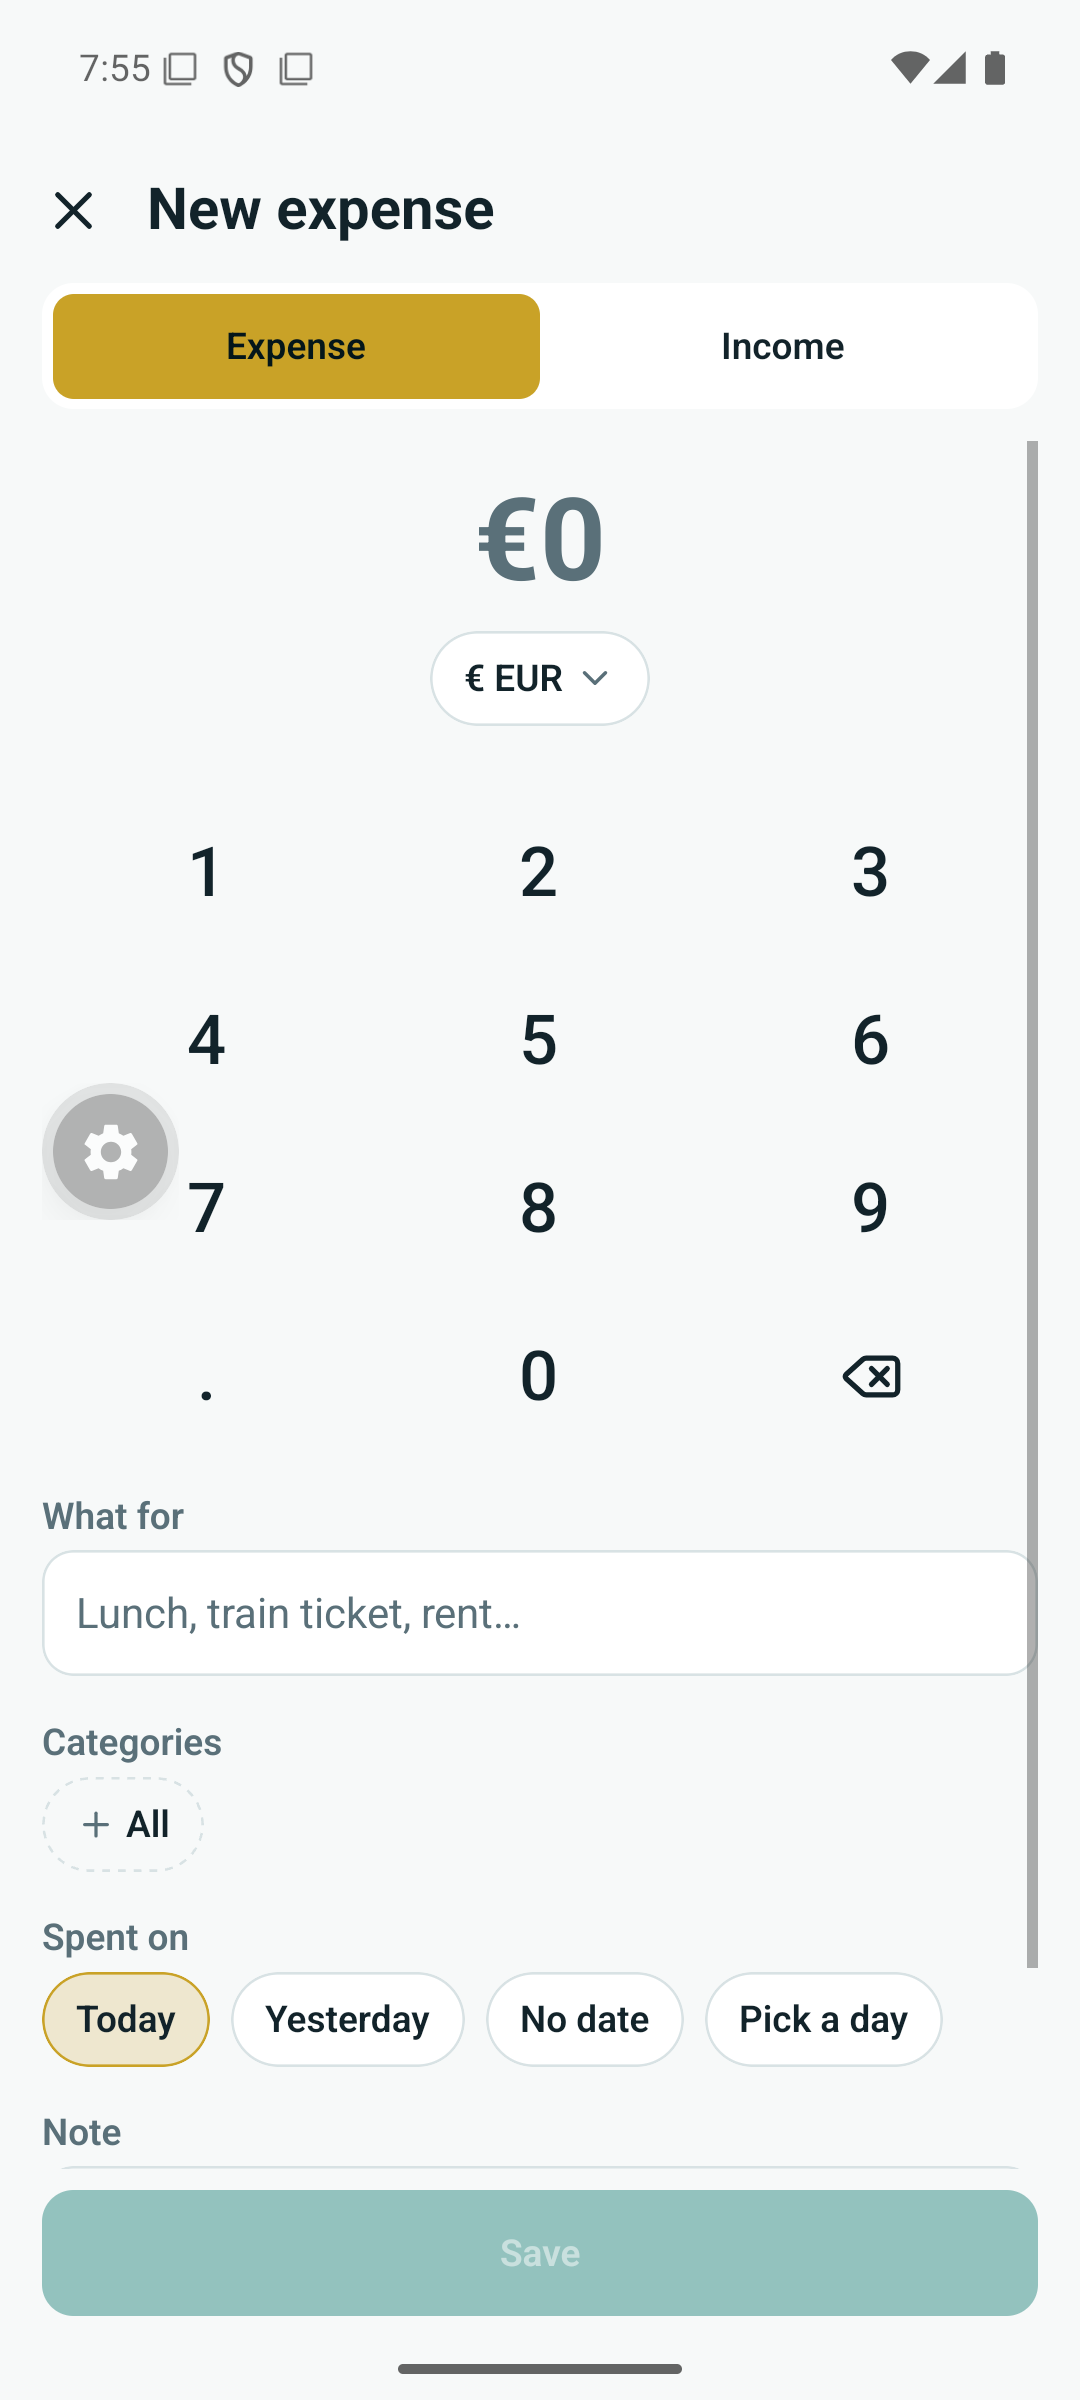 7:55
New expense
Expense Income
€0
€ EUR
1 2 3
4 5 6
7 8 9
. 0
What for
Lunch, train ticket, rent...
Categories
+ All
Spent on
Today Yesterday No date Pick a day
Note
Save